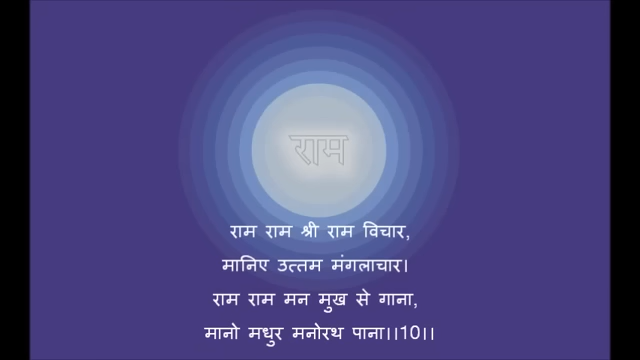 राम
राम राम श्री राम विचार,
मानिए उत्तम मंगलाचार।
राम राम मन मुख से गाना,
मानो मधुर मनोरथ पाना।।10।।